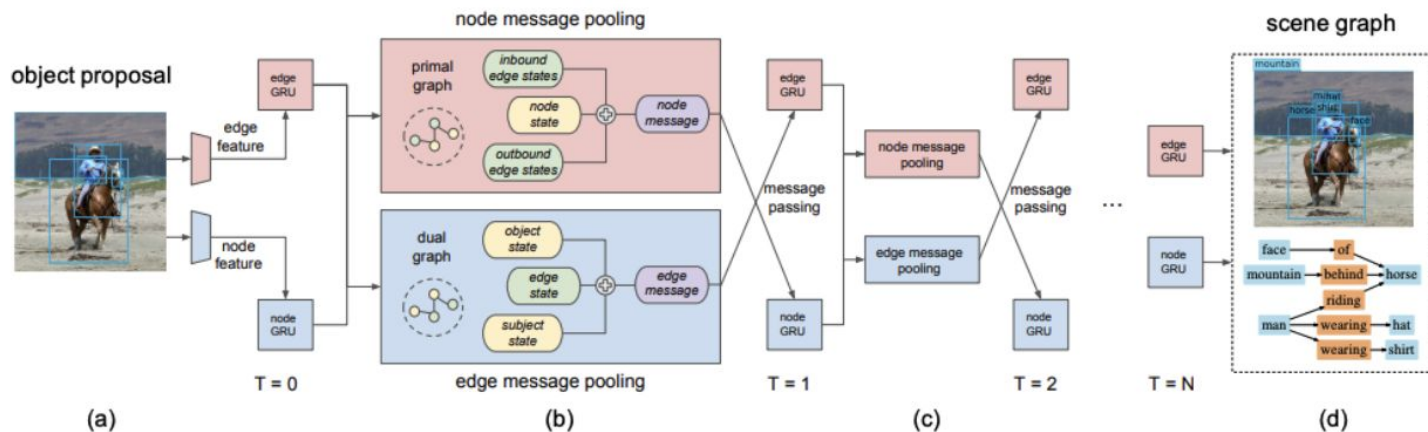 object proposal
edge
feature
node
feature
edge
GRU
node
GRU
T = 0
(a)
node message pooling
primal
graph
inbound
edge states
node
state
outbound
edge states
node
message
dual
graph
object
state
edge
state
subject
state
edge
message
edge message pooling
(b)
edge
GRU
message
passing
node
GRU
T = 1
node message
pooling
edge message
pooling
(c)
edge
GRU
message
passing
node
GRU
T = 2
...
edge
GRU
node
GRU
T = N
scene graph
mountain
hat
shirt
horse
face
face of
mountain behind horse
riding
man wearing hat
wearing shirt
(d)